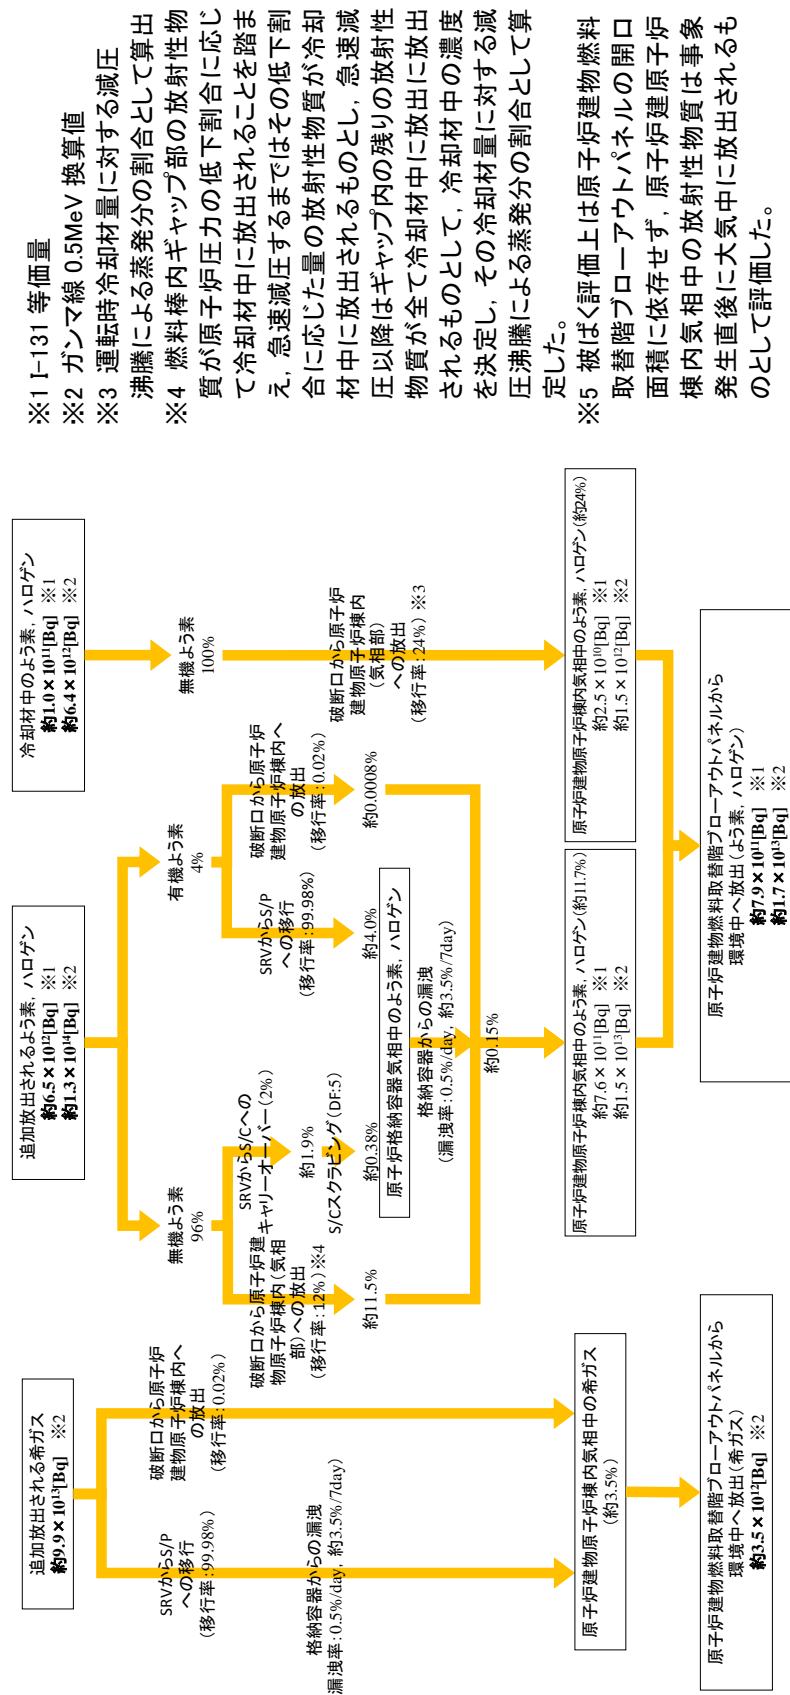 追加放出される希ガス
約9.9×10¹³[Bq] ※2
SRVからS/P
への移行
(移行率:99.98%)
破断口から原子炉
建物原子炉棟内へ
の放出
(移行率:0.02%)
格納容器からの漏洩
漏洩率:0.5%/day, 約3.5%/7day)
原子炉建物原子炉棟内気相中の希ガス
(約3.5%)
原子炉建物燃料取替階ブローアウトパネルから
環境中へ放出(希ガス)
約3.5×10¹²[Bq] ※2
追加放出されるよう素, ハロゲン
約6.5×10¹²[Bq] ※1
約1.3×10¹⁴[Bq] ※2
無機よう素
96%
有機よう素
4%
破断口から原子炉建
物原子炉棟内(気相
部)への放出
(移行率:12%)※4
SRVからS/Cへの
キャリーオーバー(2%)
約1.9%
S/Cスクラビング(DF:5)
約11.5%
約0.38%
SRVからS/P
への移行
(移行率:99.98%)
破断口から原子炉
建物原子炉棟内へ
の放出
(移行率:0.02%)
約4.0%
約0.0008%
原子炉格納容器気相中のよう素, ハロゲン
格納容器からの漏洩
(漏洩率:0.5%/day, 約3.5%/7day)
約0.15%
原子炉建物原子炉棟内気相中のよう素, ハロゲン(約11.7%)
約7.6×10¹¹[Bq] ※1
約1.5×10¹³[Bq] ※2
冷却材中のよう素, ハロゲン
約1.0×10¹¹[Bq] ※1
約6.4×10¹²[Bq] ※2
無機よう素
100%
破断口から原子炉
建物原子炉棟内
(気相部)
への放出
(移行率:24%) ※3
原子炉建物原子炉棟内気相中のよう素, ハロゲン(約24%)
約2.5×10¹⁰[Bq] ※1
約1.5×10¹²[Bq] ※2
原子炉建物燃料取替階ブローアウトパネルから
環境中へ放出(よう素, ハロゲン)
約7.9×10¹¹[Bq] ※1
約1.7×10¹³[Bq] ※2
※1 I-131 等価量
※2 ガンマ線 0.5MeV 換算値
※3 運転時冷却材量に対する減圧
沸騰による蒸発分の割合として算出
※4 燃料棒内ギャップ部の放射性物
質が原子炉圧力の低下割合に応じ
て冷却材中に放出されることを踏ま
え, 急速減圧するまではその低下割
合に応じた量の放射性物質が冷却
材中に放出されるものとし, 急速減
圧以降はギャップ内の残りの放射性
物質が全て冷却材中に放出に放出
されるものとして, 冷却材中の濃度
を決定し, その冷却材量に対する減
圧沸騰による蒸発分の割合として算
定した。
※5 被ばく評価上は原子炉建物燃料
取替階ブローアウトパネルの開口
面積に依存せず, 原子炉建原子炉
棟内気相中の放射性物質は事象
発生直後に大気中に放出されるも
のとして評価した。